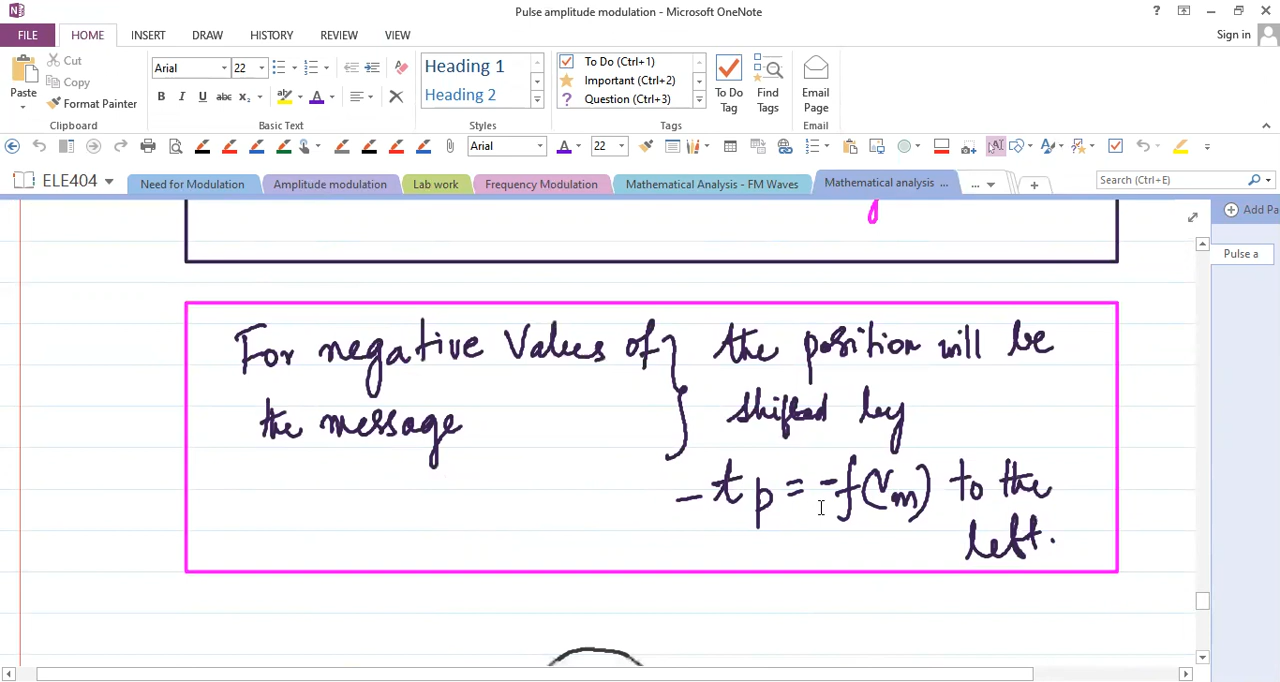 Pulse amplitude modulation - Microsoft OneNote
?
FILE
HOME
INSERT
DRAW
HISTORY
REVIEW
VIEW
Sign in
Paste
Cut
Copy
Format Painter
Clipboard
Arial
22
B I U abc X₂ A
Basic Text
Heading 1
Heading 2
Styles
To Do (Ctrl+1)
Important (Ctrl+2)
? Question (Ctrl+3)
Tags
To Do
Tag
Find
Tags
Email
Page
Email
Arial
22
ELE404
Need for Modulation
Amplitude modulation
Lab work
Frequency Modulation
Mathematical Analysis - FM Waves
Mathematical analysis ...
...
Search (Ctrl+E)
Add Pa
Pulse a
For negative Values of } the position will be
the message shifted by
- tp = -f(Vm) to the
left.